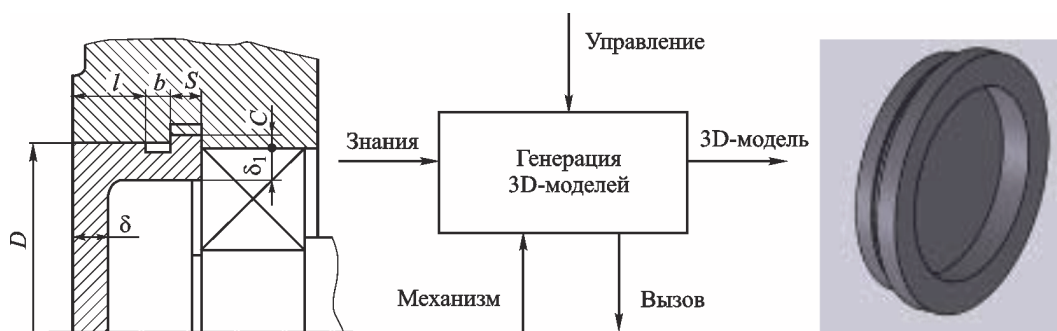 l b S
C
δ₁
δ
D
Управление
Знания
Генерация
3D-моделей
3D-модель
Механизм
Вызов